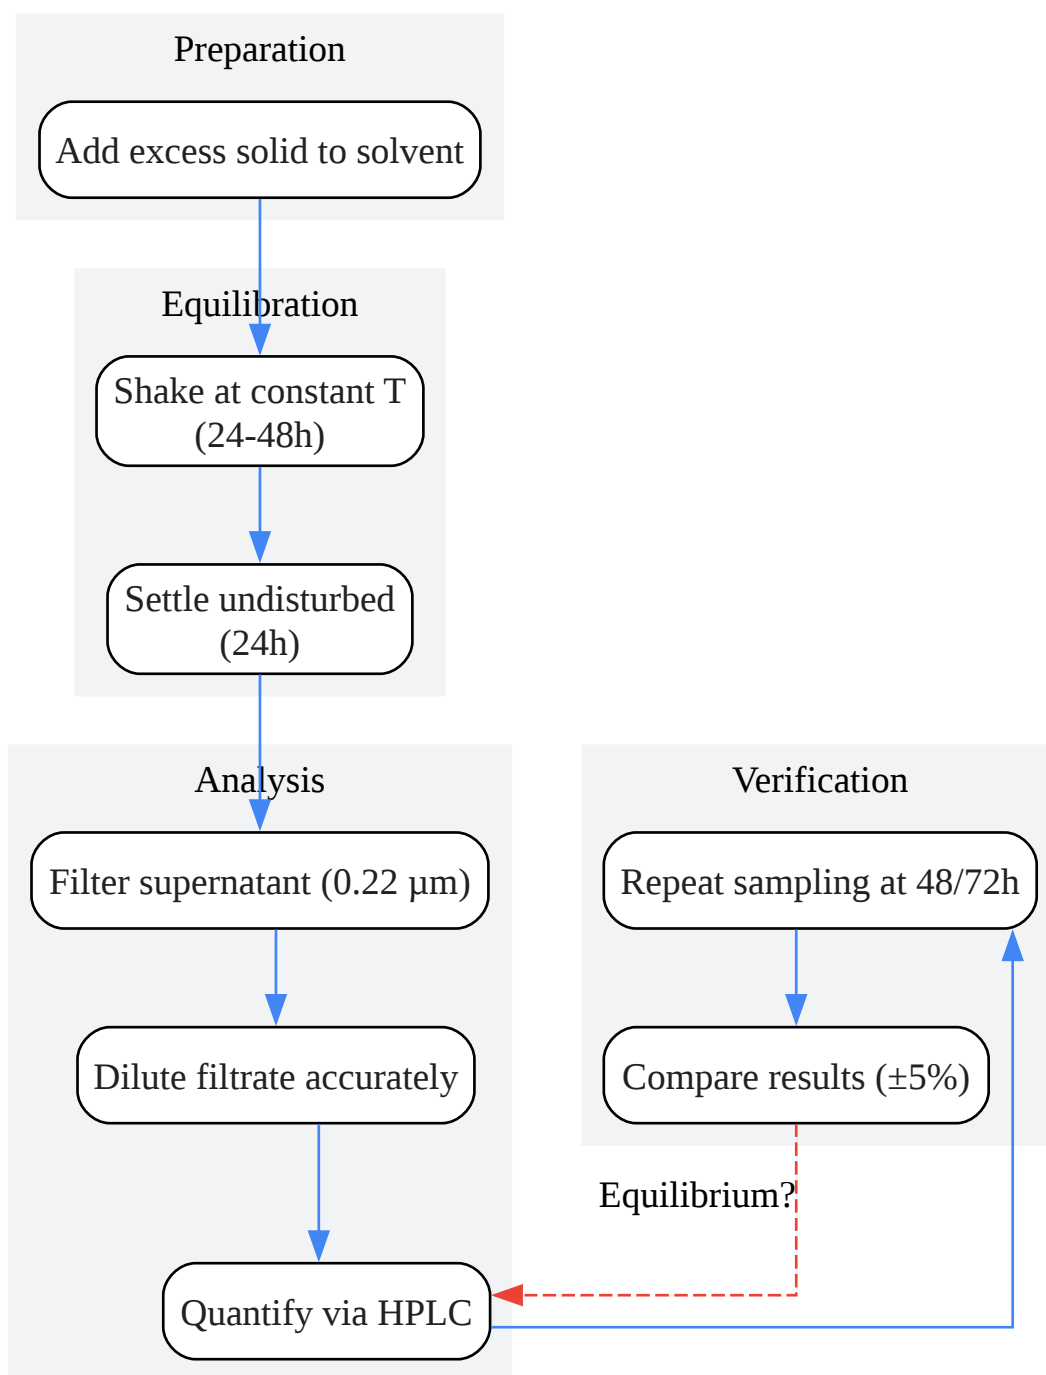 Preparation
Add excess solid to solvent
Equilibration
Shake at constant T
(24-48h)
Settle undisturbed
(24h)
Analysis
Filter supernatant (0.22 µm)
Dilute filtrate accurately
Quantify via HPLC
Verification
Repeat sampling at 48/72h
Compare results (±5%)
Equilibrium?